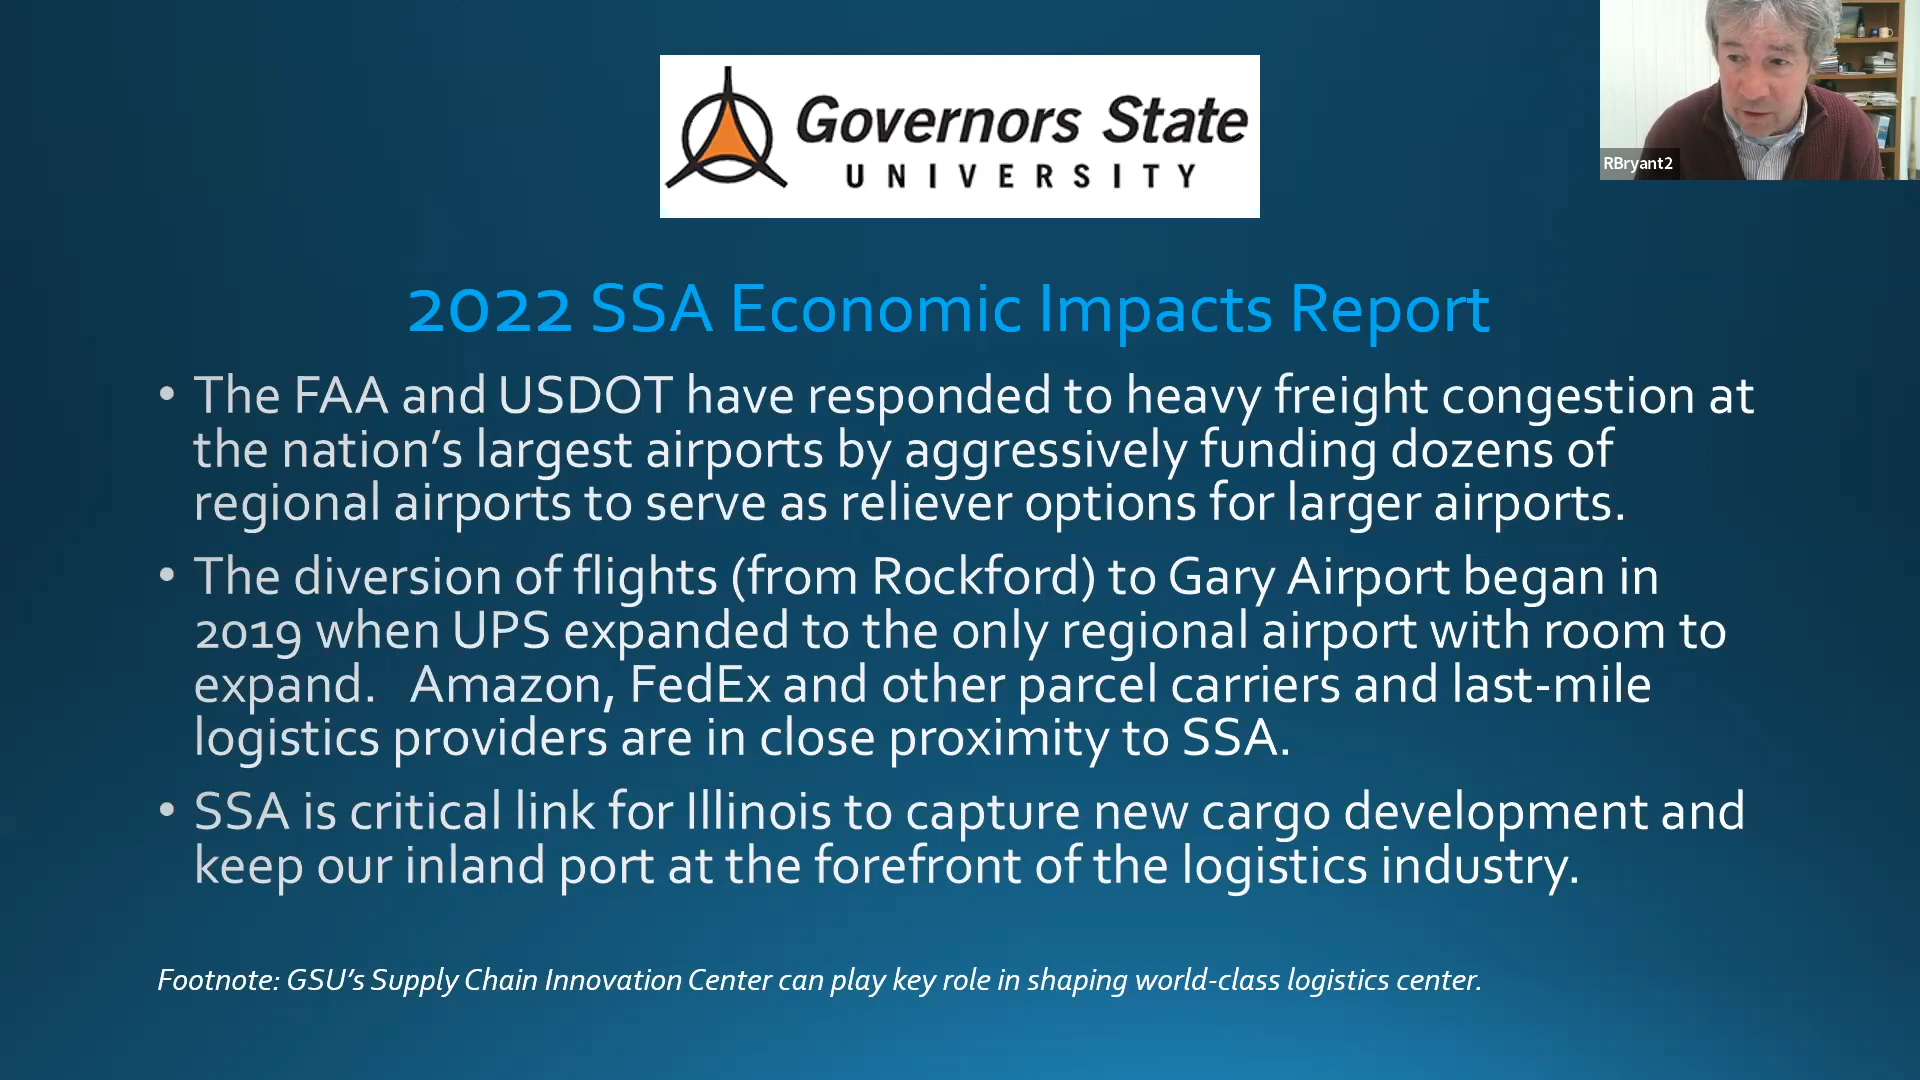 Governors State
UNIVERSITY
RBryant2
2022 SSA Economic Impacts Report
• The FAA and USDOT have responded to heavy freight congestion at
the nation’s largest airports by aggressively funding dozens of
regional airports to serve as reliever options for larger airports.
• The diversion of flights (from Rockford) to Gary Airport began in
2019 when UPS expanded to the only regional airport with room to
expand.   Amazon, FedEx and other parcel carriers and last-mile
logistics providers are in close proximity to SSA.
• SSA is critical link for Illinois to capture new cargo development and
keep our inland port at the forefront of the logistics industry.
Footnote: GSU’s Supply Chain Innovation Center can play key role in shaping world-class logistics center.